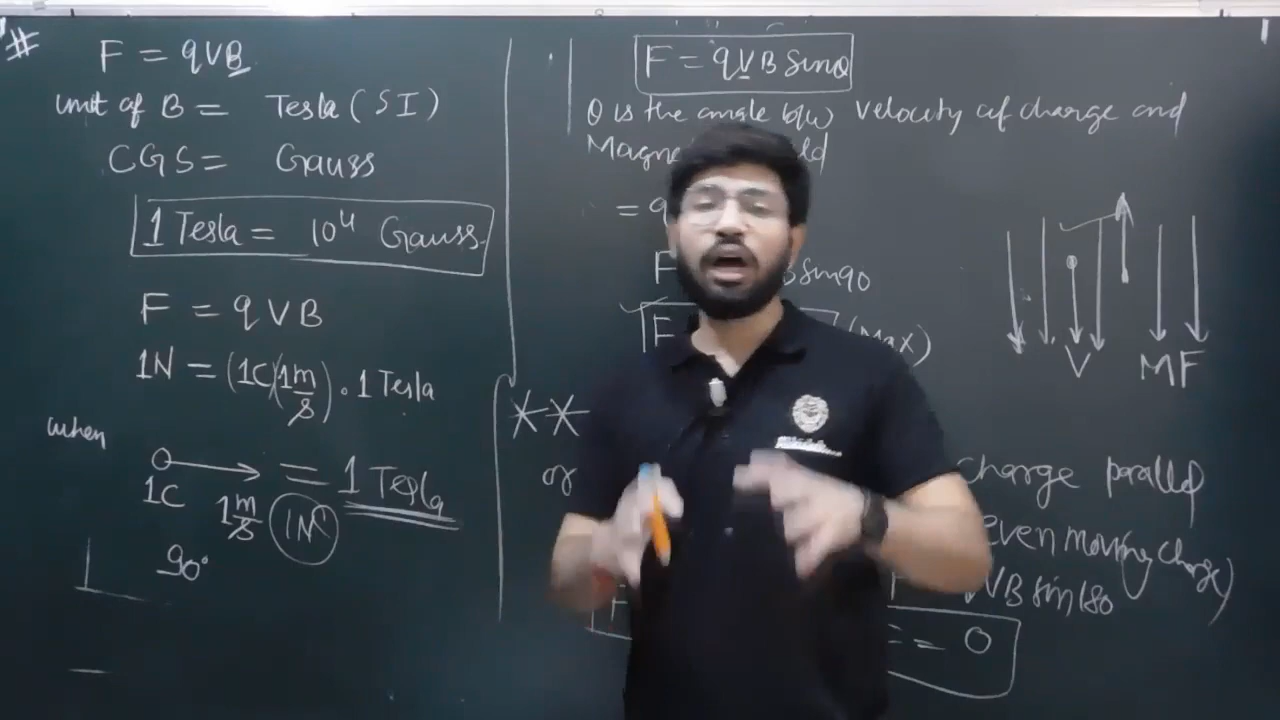 #
F = qVB
unit of B = Tesla (SI)
CGS = Gauss
1 Tesla = 10⁴ Gauss.
F = qVB
1N = (1C)(1m/s) . 1 Tesla
when
1C 1m/s 1N = 1 Tesla
90°
F = qVB sinθ
θ is the angle b/w velocity of charge and
= q
F sin90
F (Max)
V MF
**
or charge parallel
even moving charge)
VB sin180
= 0